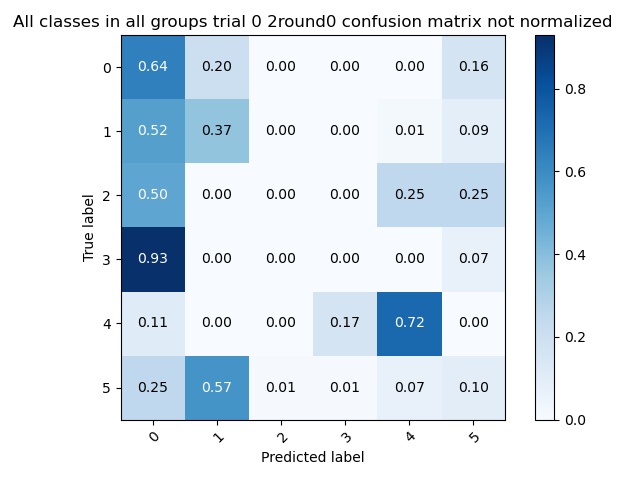 All classes in all groups trial 0 2round0 confusion matrix not normalized
0 0.64 0.20 0.00 0.00 0.00 0.16
1 0.52 0.37 0.00 0.00 0.01 0.09
2 0.50 0.00 0.00 0.00 0.25 0.25
3 0.93 0.00 0.00 0.00 0.00 0.07
4 0.11 0.00 0.00 0.17 0.72 0.00
5 0.25 0.57 0.01 0.01 0.07 0.10
0 1 2 3 4 5
True label
Predicted label
0.8
0.6
0.4
0.2
0.0